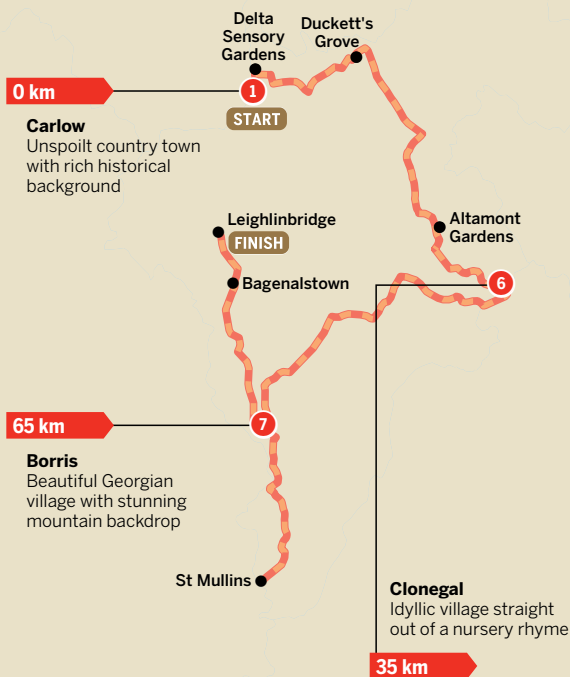 Delta
Sensory
Gardens
Duckett's
Grove
0 km
1
START
Carlow
Unspoilt country town
with rich historical
background
Leighlinbridge
FINISH
Altamont
Gardens
Bagenalstown
6
65 km
7
Borris
Beautiful Georgian
village with stunning
mountain backdrop
St Mullins
Clonegal
Idyllic village straight
out of a nursery rhyme
35 km